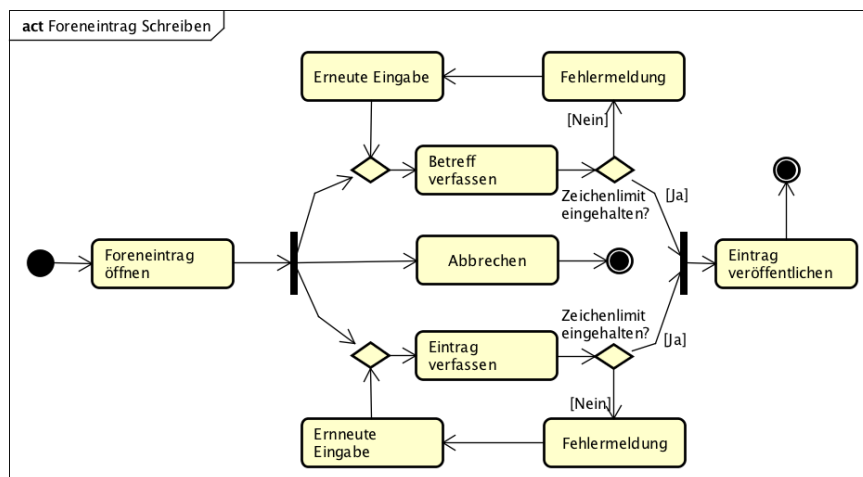 act Foreneintrag Schreiben
Erneute Eingabe
Fehlermeldung
[Nein]
Betreff
verfassen
Zeichenlimit
eingehalten?
[Ja]
Foreneintrag
öffnen
Abbrechen
Eintrag
veröffentlichen
Zeichenlimit
eingehalten?
[Ja]
Eintrag
verfassen
[Nein]
Ernneute
Eingabe
Fehlermeldung